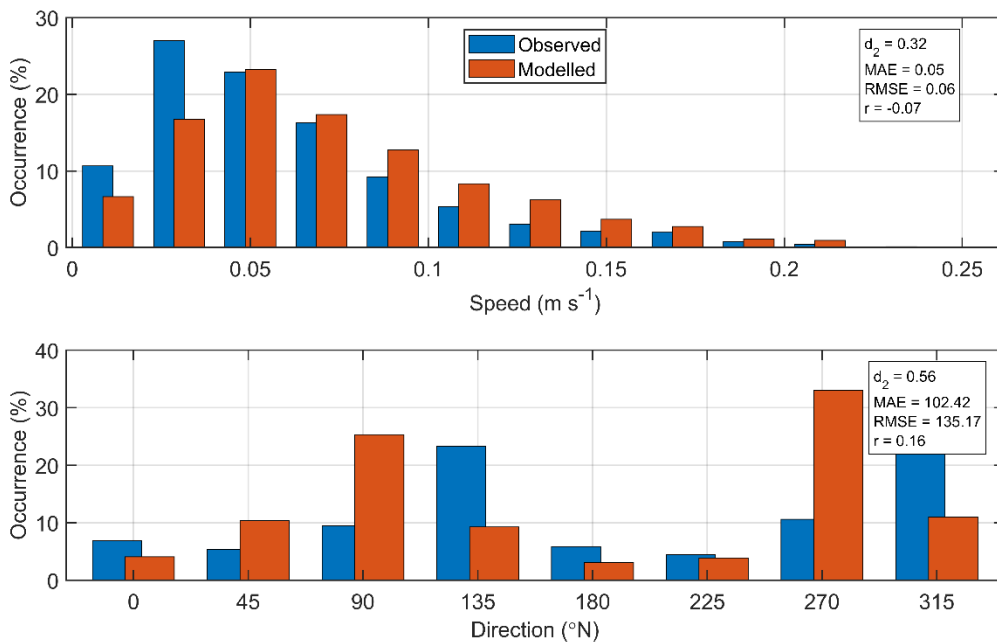 30
20
10
0
Occurrence (%)
Observed
Modelled
d₂ = 0.32
MAE = 0.05
RMSE = 0.06
r = -0.07
0 0.05 0.1 0.15 0.2 0.25
Speed (m s⁻¹)
40
30
20
10
0
Occurrence (%)
d₂ = 0.56
MAE = 102.42
RMSE = 135.17
r = 0.16
0 45 90 135 180 225 270 315
Direction (°N)